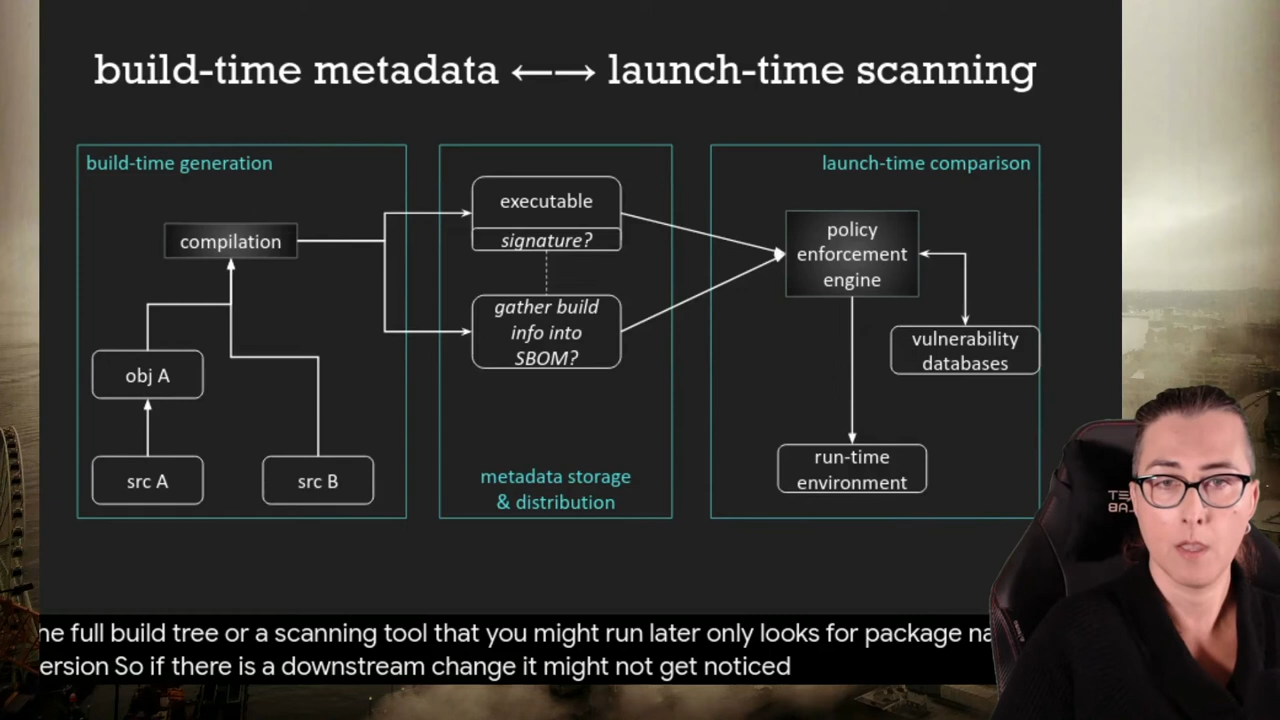 build-time metadata ←→ launch-time scanning
build-time generation
launch-time comparison
compilation
obj A
src A
src B
executable
signature?
gather build
info into
SBOM?
metadata storage
& distribution
policy
enforcement
engine
vulnerability
databases
run-time
environment
he full build tree or a scanning tool that you might run later only looks for package na
ersion So if there is a downstream change it might not get noticed